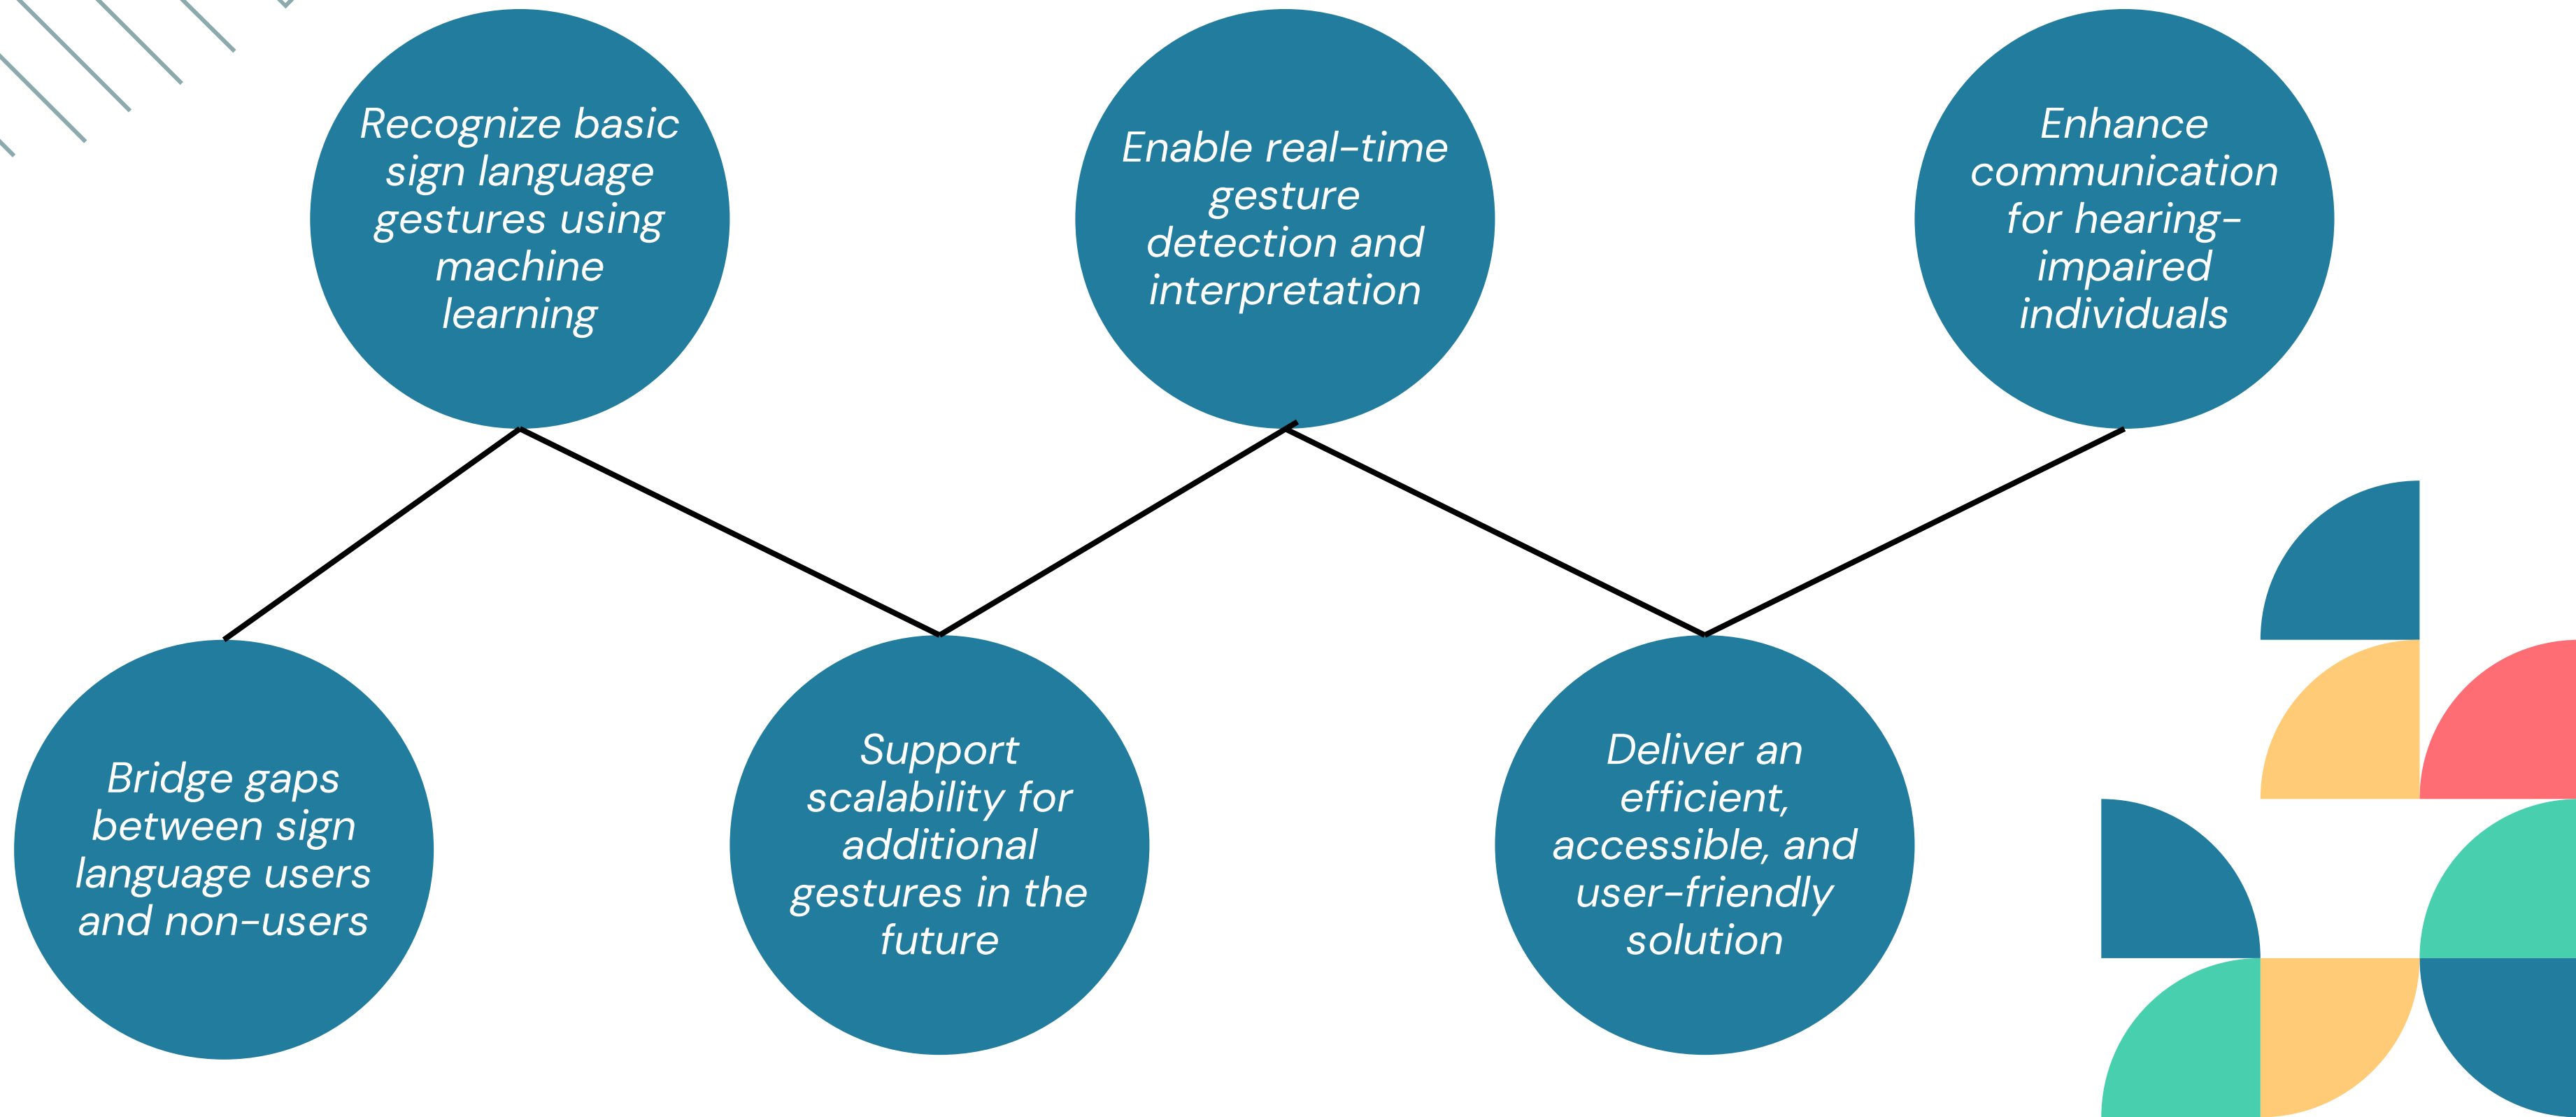 Recognize basic
sign language
gestures using
machine
learning
Enable real-time
gesture
detection and
interpretation
Enhance
communication
for hearing-
impaired
individuals
Bridge gaps
between sign
language users
and non-users
Support
scalability for
additional
gestures in the
future
Deliver an
efficient,
accessible, and
user-friendly
solution